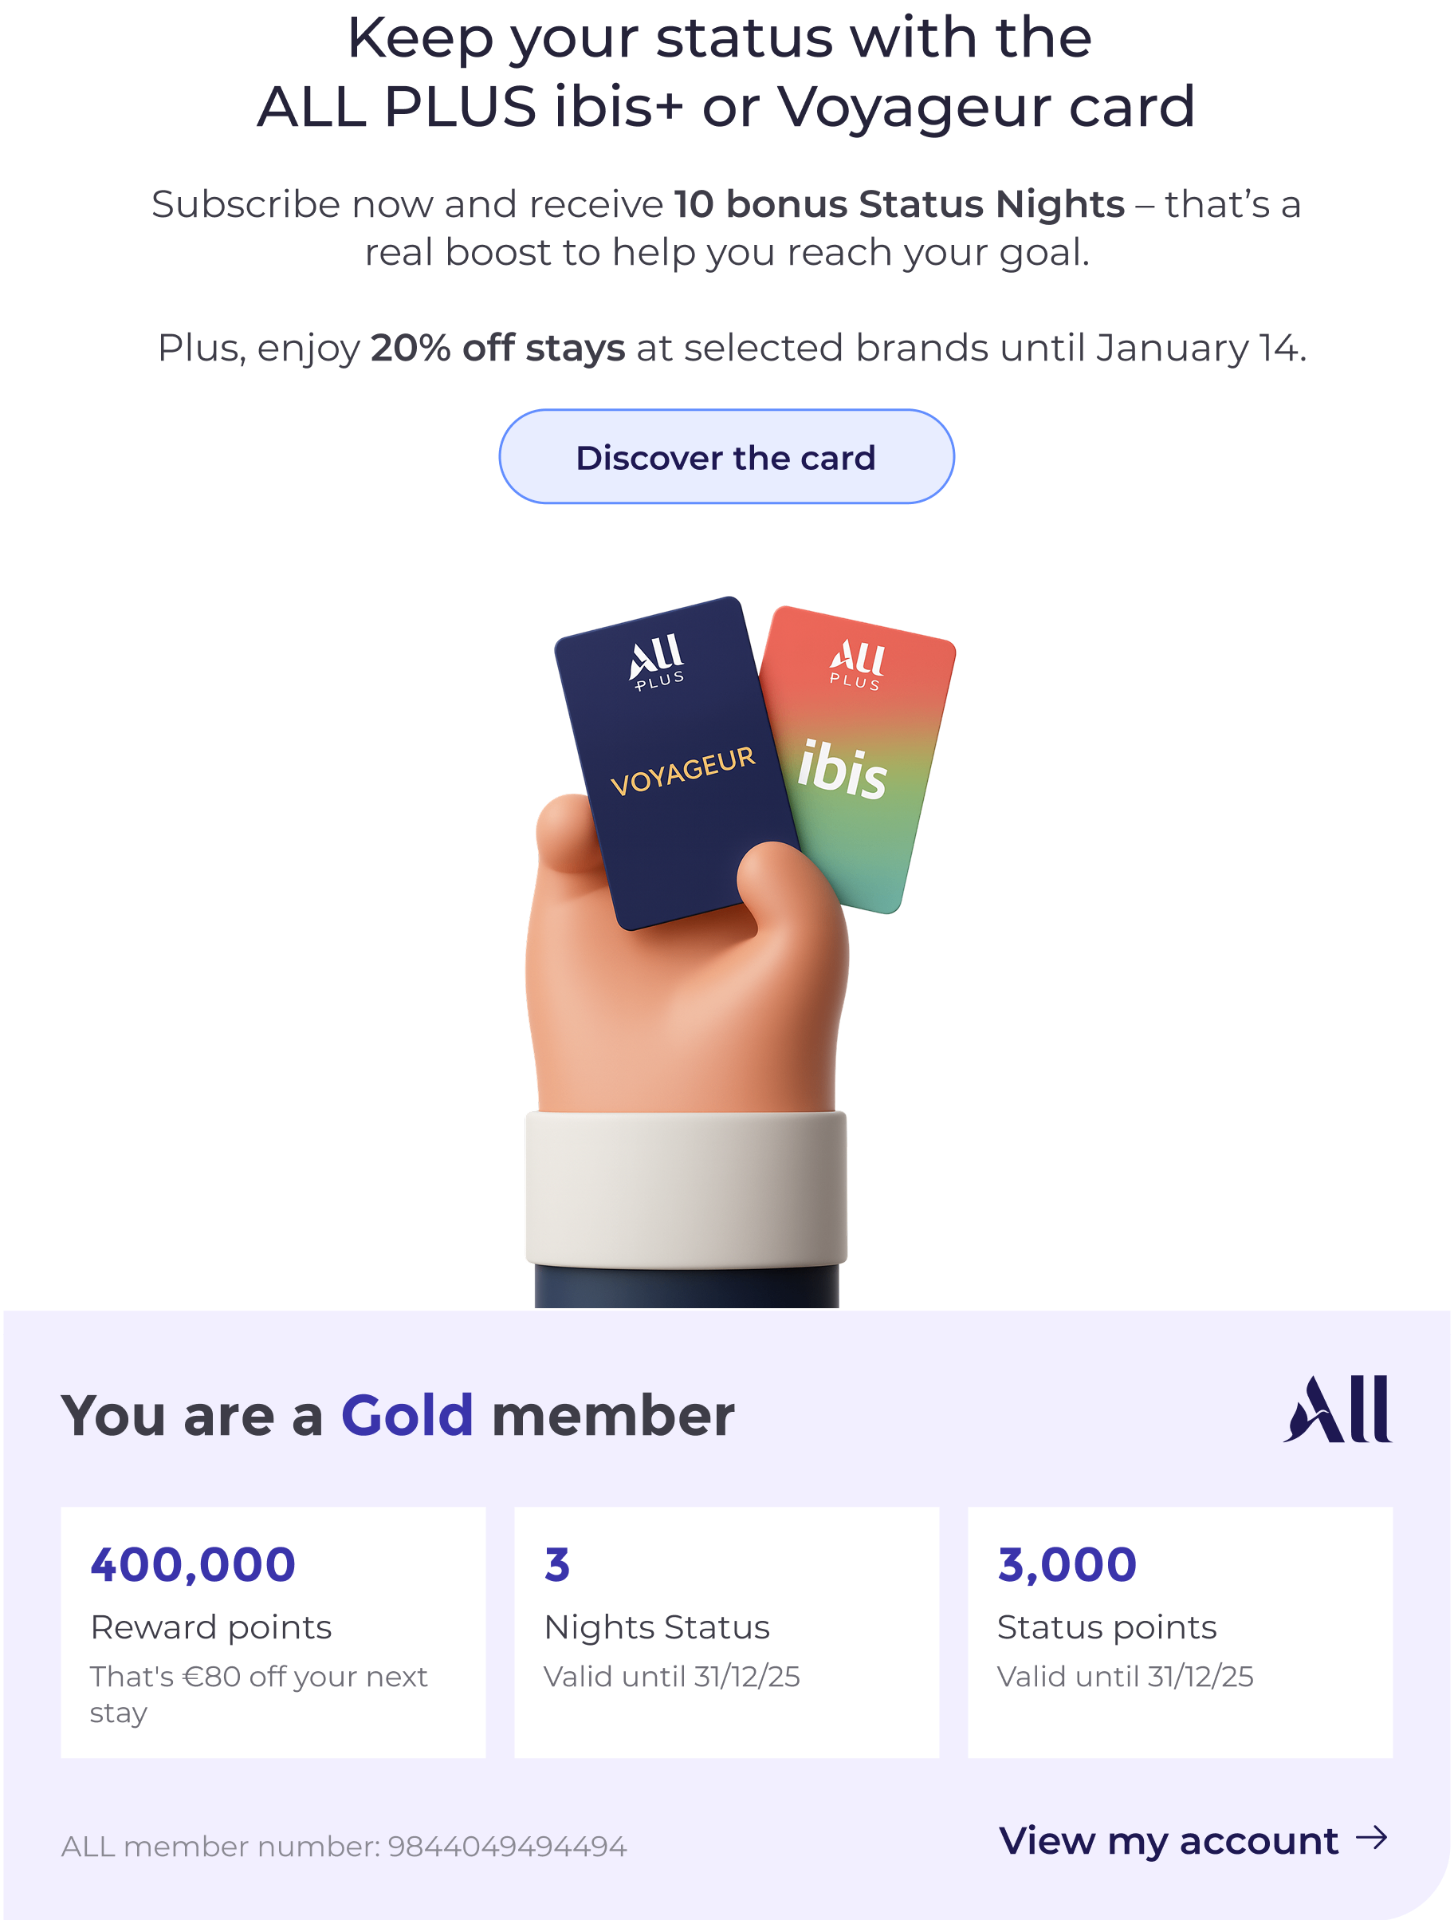 Keep your status with the
ALL PLUS ibis+ or Voyageur card
Subscribe now and receive 10 bonus Status Nights – that’s a
real boost to help you reach your goal.
Plus, enjoy 20% off stays at selected brands until January 14.
Discover the card
ALL
PLUS
VOYAGEUR
ALL
PLUS
ibis
You are a Gold member
ALL
400,000
Reward points
That's €80 off your next
stay
3
Nights Status
Valid until 31/12/25
3,000
Status points
Valid until 31/12/25
ALL member number: 9844049494494
View my account →